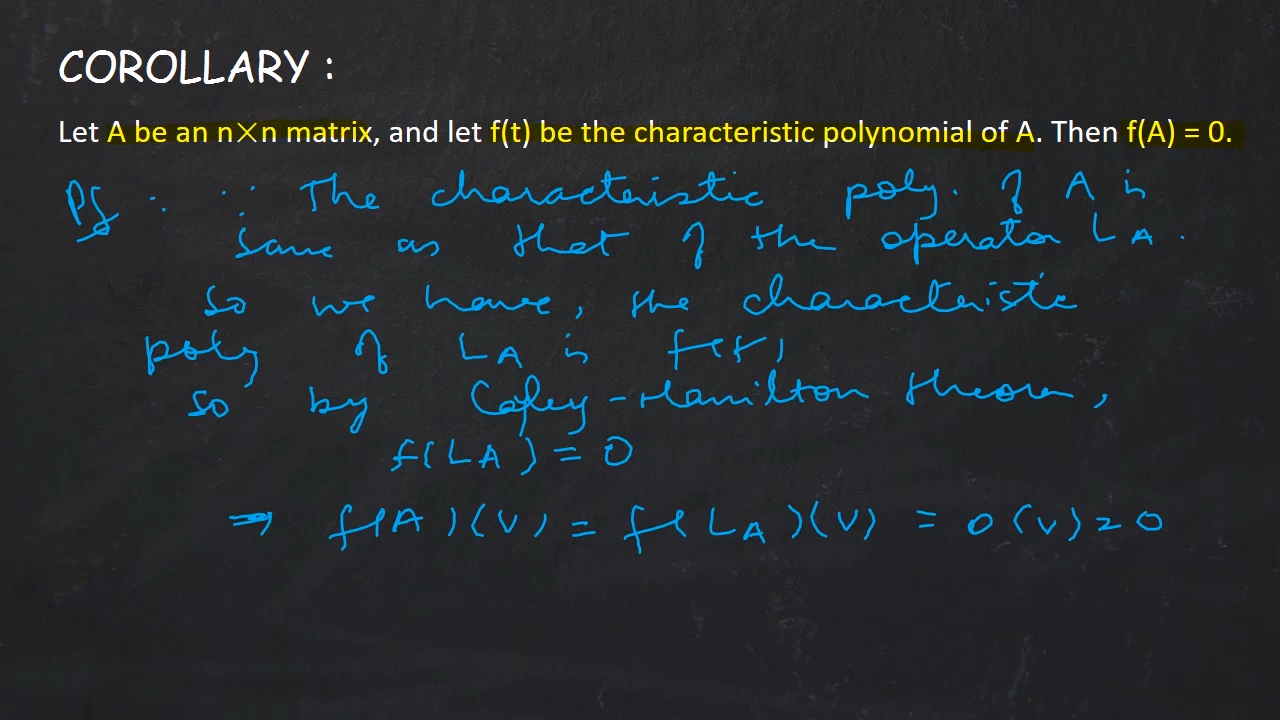 COROLLARY :
Let A be an n×n matrix, and let f(t) be the characteristic polynomial of A. Then f(A) = 0.
Pf : ∵ The characteristic poly. of A is
same as that of the operator L_A.
So we have, the characteristic
poly of L_A is f(t)
so by Cayley-Hamilton theorem,
f(L_A) = 0
⇒ f(A)(v) = f(L_A)(v) = 0(v) = 0